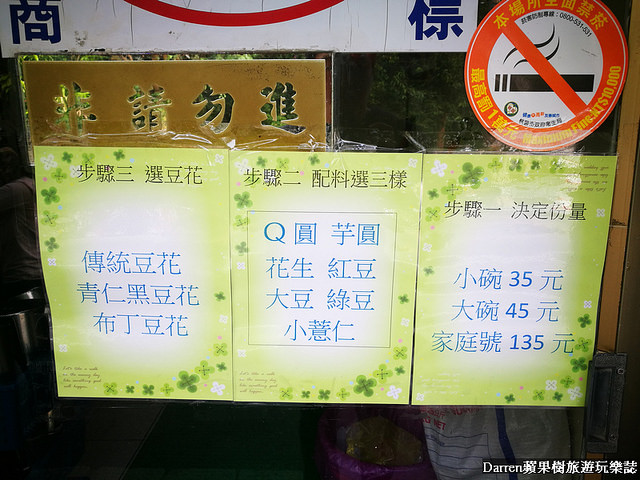 商
標
非請勿進
本場所全面禁菸
0800-531-531
步驟三 選豆花
傳統豆花
青仁黑豆花
布丁豆花
步驟二 配料選三樣
Q圓 芋圓
花生 紅豆
大豆 綠豆
小薏仁
步驟一 決定份量
小碗 35 元
大碗 45 元
家庭號 135 元
Darren蘋果樹旅遊玩樂誌